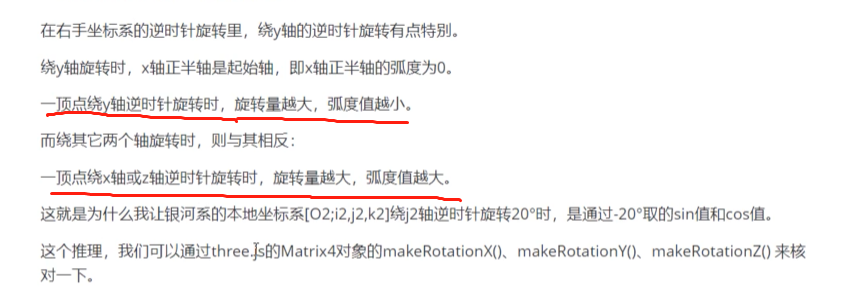 在右手坐标系的逆时针旋转里，绕y轴的逆时针旋转有点特别。
绕y轴旋转时，x轴正半轴是起始轴，即x轴正半轴的弧度为0。
一顶点绕y轴逆时针旋转时，旋转量越大，弧度值越小。
而绕其它两个轴旋转时，则与其相反：
一顶点绕x轴或z轴逆时针旋转时，旋转量越大，弧度值越大。
这就是为什么我让银河系的本地坐标系[O2;i2,j2,k2]绕j2轴逆时针旋转20°时，是通过-20°取的sin值和cos值。
这个推理，我们可以通过three.js的Matrix4对象的makeRotationX()、makeRotationY()、makeRotationZ() 来核
对一下。